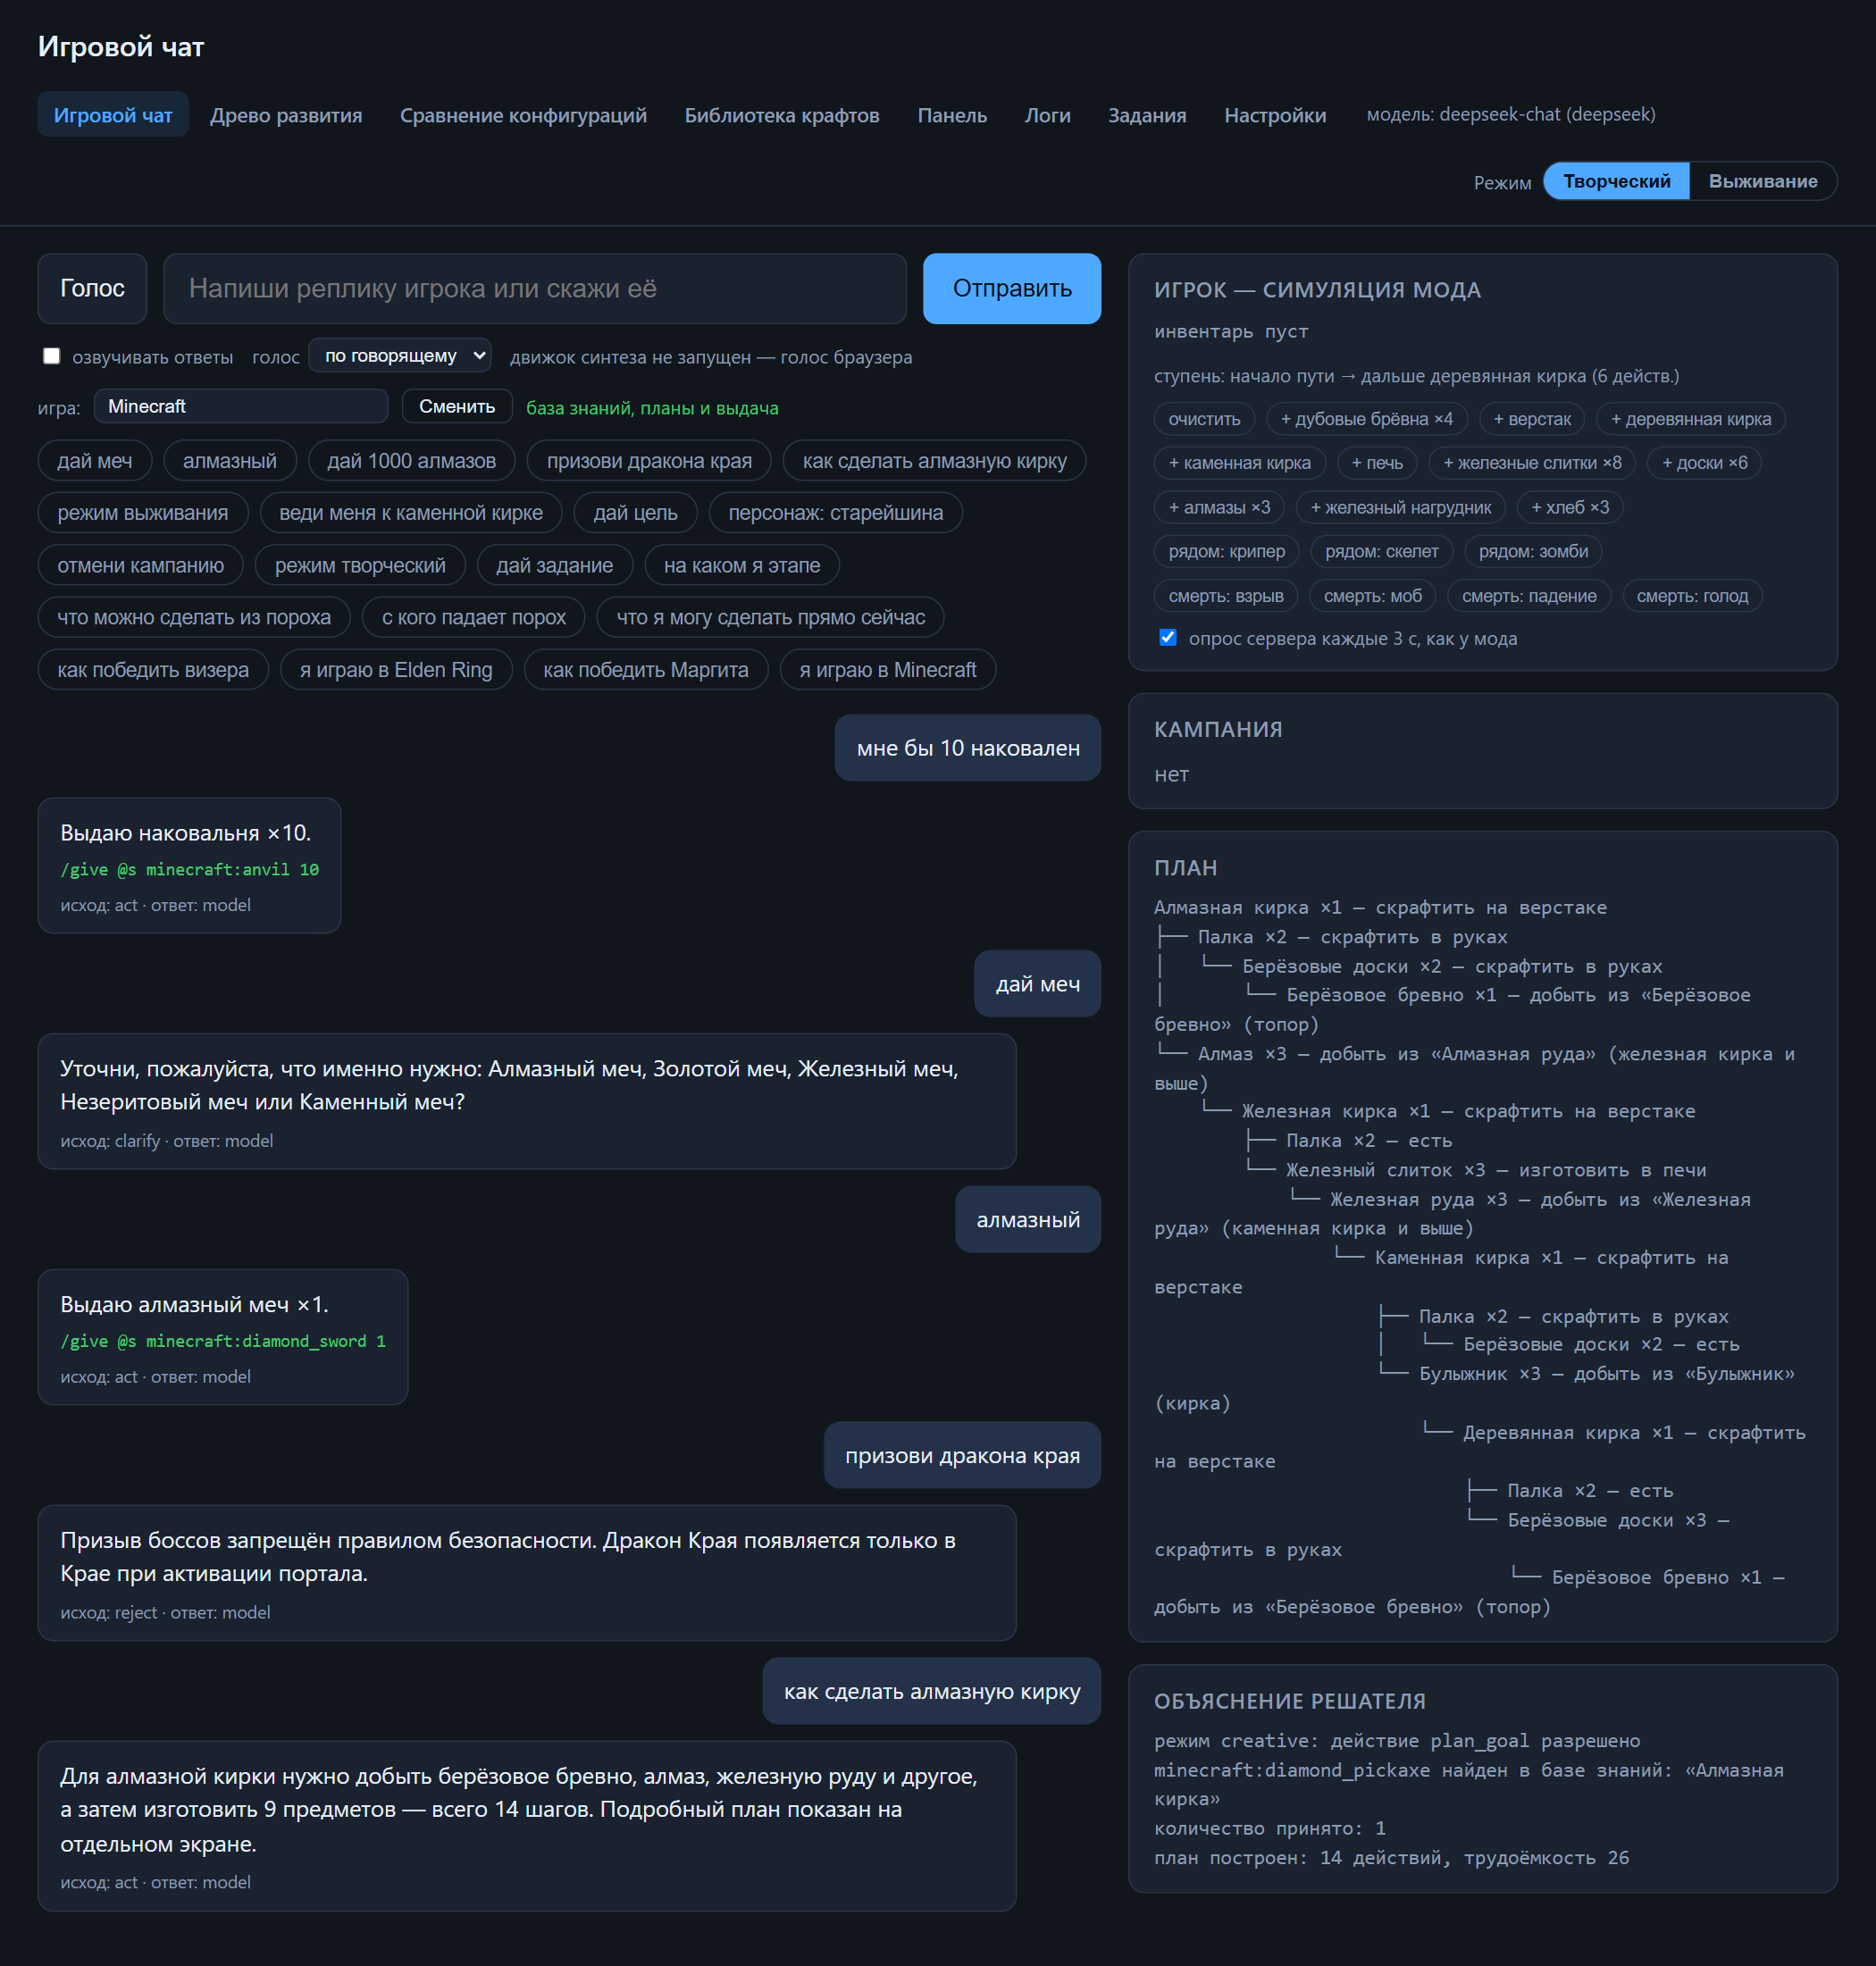 Игровой чат
Игровой чат Древо развития Сравнение конфигураций Библиотека крафтов Панель Логи Задания Настройки модель: deepseek-chat (deepseek)
Режим Творческий Выживание
Голос Напиши реплику игрока или скажи её Отправить
озвучивать ответы голос по говорящему движок синтеза не запущен — голос браузера
игра: Minecraft Сменить база знаний, планы и выдача
дай меч алмазный дай 1000 алмазов призови дракона края как сделать алмазную кирку
режим выживания веди меня к каменной кирке дай цель персонаж: старейшина
отмени кампанию режим творческий дай задание на каком я этапе
что можно сделать из пороха с кого падает порох что я могу сделать прямо сейчас
как победить визера я играю в Elden Ring как победить Маргита я играю в Minecraft
мне бы 10 наковален
Выдаю наковальня ×10.
/give @s minecraft:anvil 10
исход: act · ответ: model
дай меч
Уточни, пожалуйста, что именно нужно: Алмазный меч, Золотой меч, Железный меч,
Незеритовый меч или Каменный меч?
исход: clarify · ответ: model
алмазный
Выдаю алмазный меч ×1.
/give @s minecraft:diamond_sword 1
исход: act · ответ: model
призови дракона края
Призыв боссов запрещён правилом безопасности. Дракон Края появляется только в
Крае при активации портала.
исход: reject · ответ: model
как сделать алмазную кирку
Для алмазной кирки нужно добыть берёзовое бревно, алмаз, железную руду и другое,
а затем изготовить 9 предметов — всего 14 шагов. Подробный план показан на
отдельном экране.
исход: act · ответ: model
ИГРОК — СИМУЛЯЦИЯ МОДА
инвентарь пуст
ступень: начало пути → дальше деревянная кирка (6 действ.)
очистить + дубовые брёвна ×4 + верстак + деревянная кирка
+ каменная кирка + печь + железные слитки ×8 + доски ×6
+ алмазы ×3 + железный нагрудник + хлеб ×3
рядом: крипер рядом: скелет рядом: зомби
смерть: взрыв смерть: моб смерть: падение смерть: голод
опрос сервера каждые 3 с, как у мода
КАМПАНИЯ
нет
ПЛАН
Алмазная кирка ×1 — скрафтить на верстаке
├── Палка ×2 — скрафтить в руках
│   └── Берёзовые доски ×2 — скрафтить в руках
│       └── Берёзовое бревно ×1 — добыть из «Берёзовое
бревно» (топор)
└── Алмаз ×3 — добыть из «Алмазная руда» (железная кирка и
выше)
    └── Железная кирка ×1 — скрафтить на верстаке
        ├── Палка ×2 — есть
        └── Железный слиток ×3 — изготовить в печи
            └── Железная руда ×3 — добыть из «Железная
руда» (каменная кирка и выше)
                └── Каменная кирка ×1 — скрафтить на
верстаке
                    ├── Палка ×2 — скрафтить в руках
                    │   └── Берёзовые доски ×2 — есть
                    └── Булыжник ×3 — добыть из «Булыжник»
(кирка)
                        └── Деревянная кирка ×1 — скрафтить
на верстаке
                            ├── Палка ×2 — есть
                            └── Берёзовые доски ×3 —
скрафтить в руках
                                └── Берёзовое бревно ×1 —
добыть из «Берёзовое бревно» (топор)
ОБЪЯСНЕНИЕ РЕШАТЕЛЯ
режим creative: действие plan_goal разрешено
minecraft:diamond_pickaxe найден в базе знаний: «Алмазная
кирка»
количество принято: 1
план построен: 14 действий, трудоёмкость 26